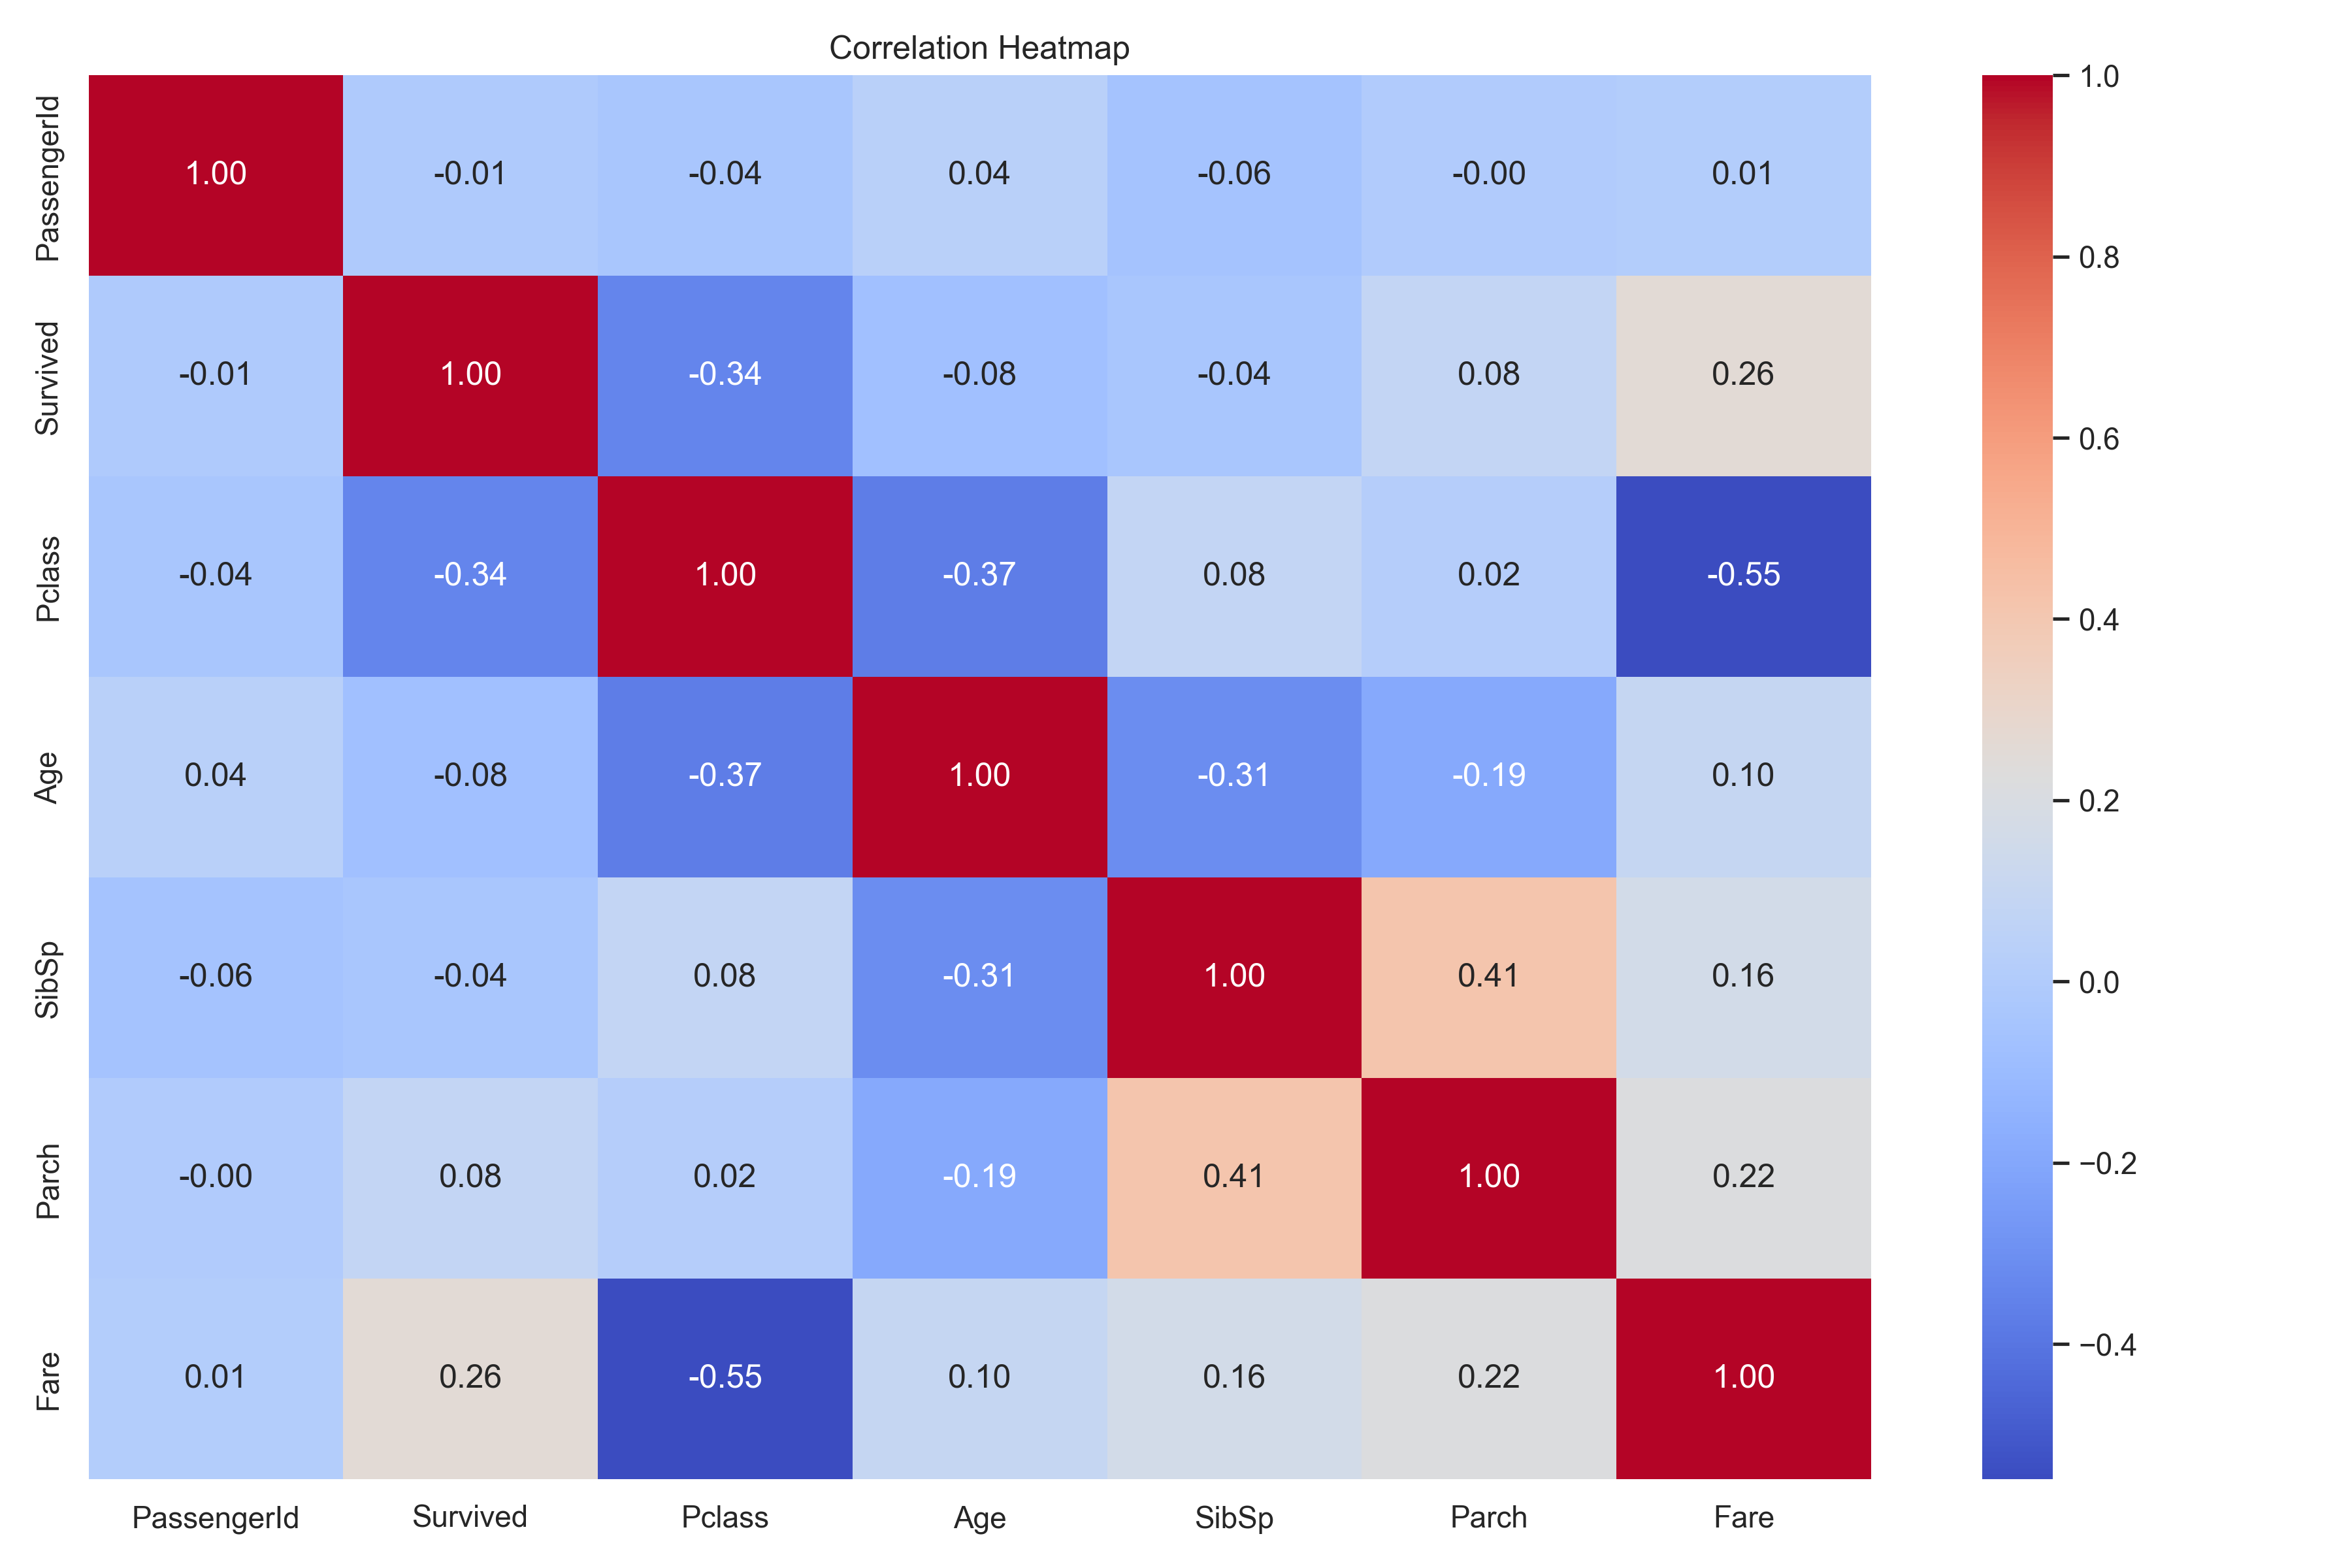 Correlation Heatmap
PassengerId 1.00 -0.01 -0.04 0.04 -0.06 -0.00 0.01
Survived -0.01 1.00 -0.34 -0.08 -0.04 0.08 0.26
Pclass -0.04 -0.34 1.00 -0.37 0.08 0.02 -0.55
Age 0.04 -0.08 -0.37 1.00 -0.31 -0.19 0.10
SibSp -0.06 -0.04 0.08 -0.31 1.00 0.41 0.16
Parch -0.00 0.08 0.02 -0.19 0.41 1.00 0.22
Fare 0.01 0.26 -0.55 0.10 0.16 0.22 1.00
PassengerId Survived Pclass Age SibSp Parch Fare
1.0
0.8
0.6
0.4
0.2
0.0
−0.2
−0.4